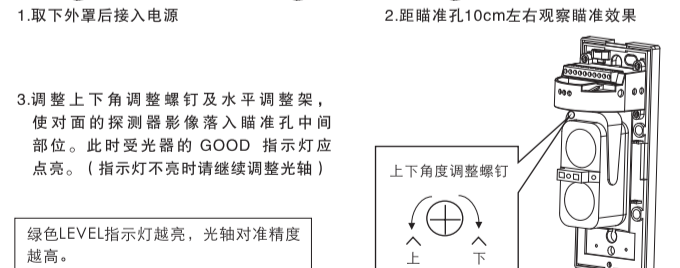 1.取下外罩后接入电源
2.距瞄准孔10cm左右观察瞄准效果
3.调整上下角调整螺钉及水平调整架，
使对面的探测器影像落入瞄准孔中间
部位。此时受光器的 GOOD 指示灯应
点亮。（指示灯不亮时请继续调整光轴）
绿色LEVEL指示灯越亮，光轴对准精度
越高。
上下角度调整螺钉
上 下